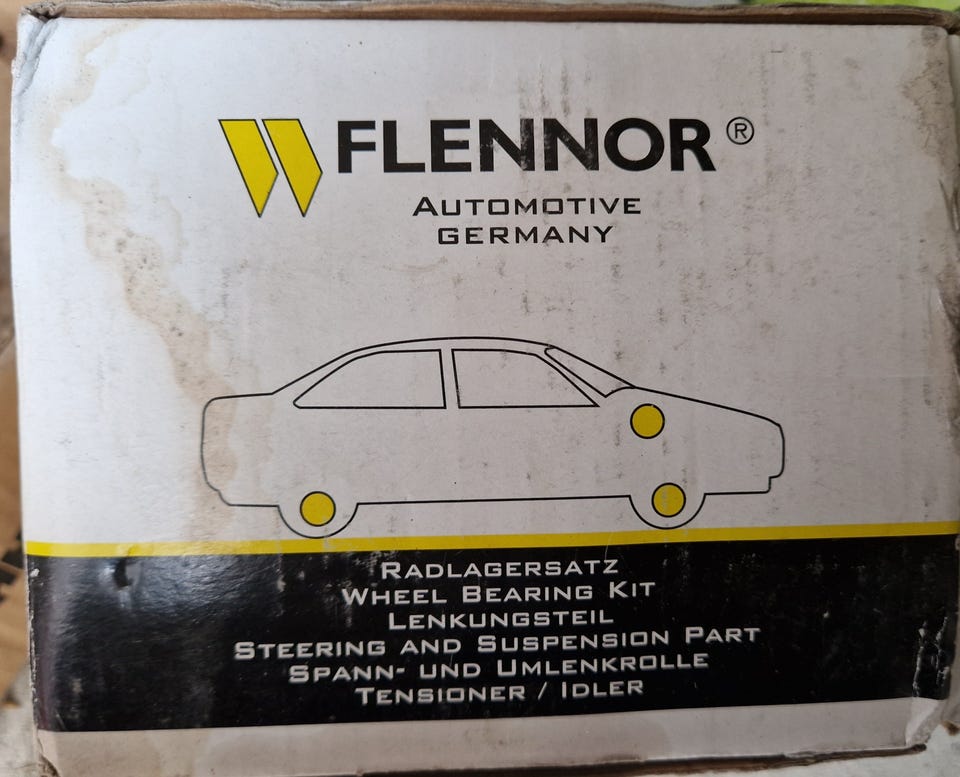 FLENNOR ®
AUTOMOTIVE
GERMANY
RADLAGERSATZ
WHEEL BEARING KIT
LENKUNGSTEIL
STEERING AND SUSPENSION PART
SPANN- UND UMLENKROLLE
TENSIONER / IDLER